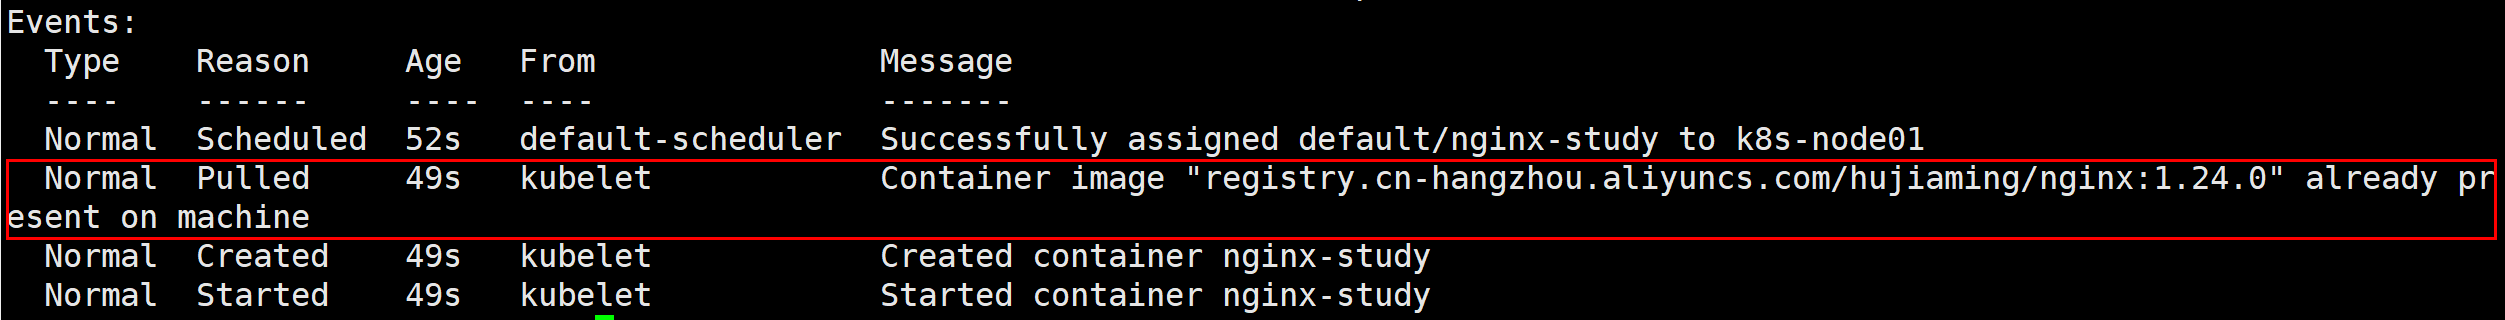 Events:
  Type    Reason     Age   From               Message
  ----    ------     ----  ----               -------
  Normal  Scheduled  52s   default-scheduler  Successfully assigned default/nginx-study to k8s-node01
  Normal  Pulled     49s   kubelet            Container image "registry.cn-hangzhou.aliyuncs.com/hujiaming/nginx:1.24.0" already pr
esent on machine
  Normal  Created    49s   kubelet            Created container nginx-study
  Normal  Started    49s   kubelet            Started container nginx-study